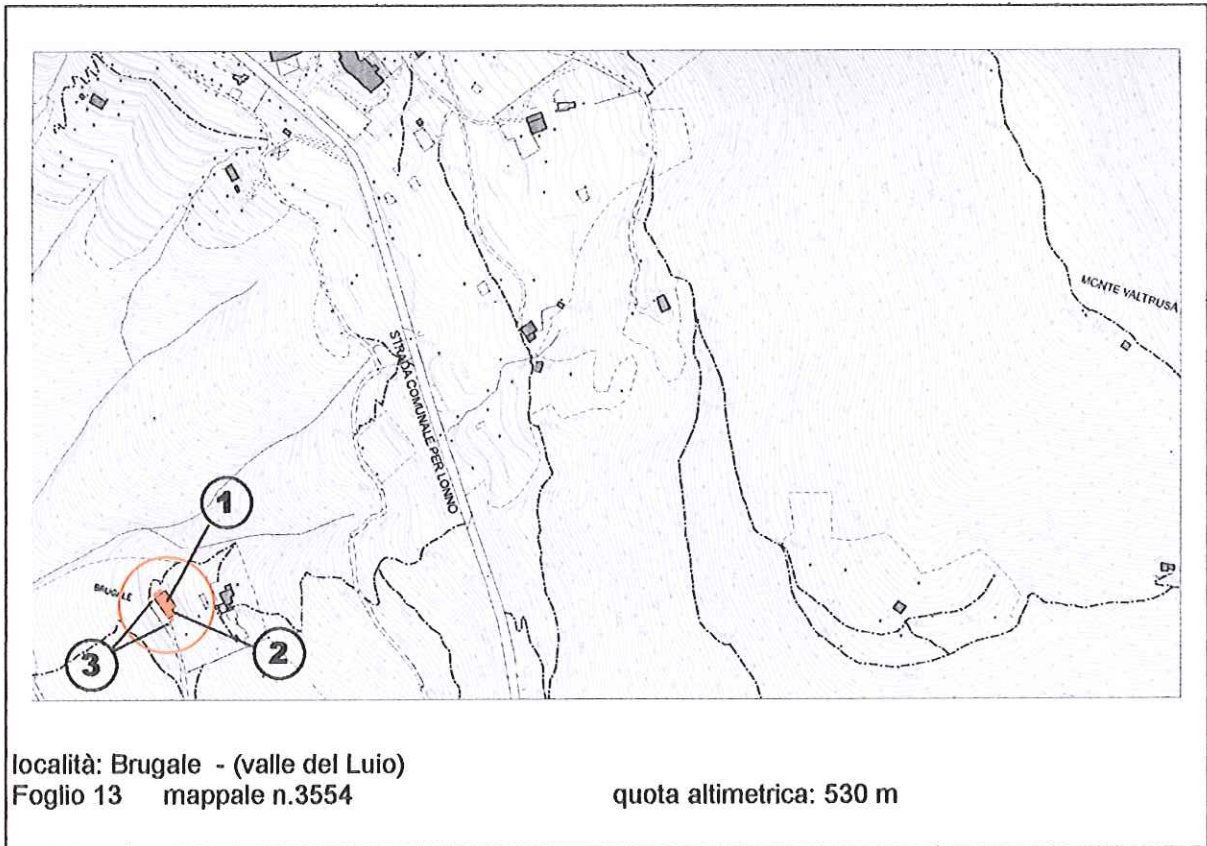 MONTE VALTRUSA
STRADA COMUNALE PER LONNO
1
BRUGALE
B
3
2
località: Brugale - (valle del Luio)
Foglio 13 mappale n.3554 quota altimetrica: 530 m